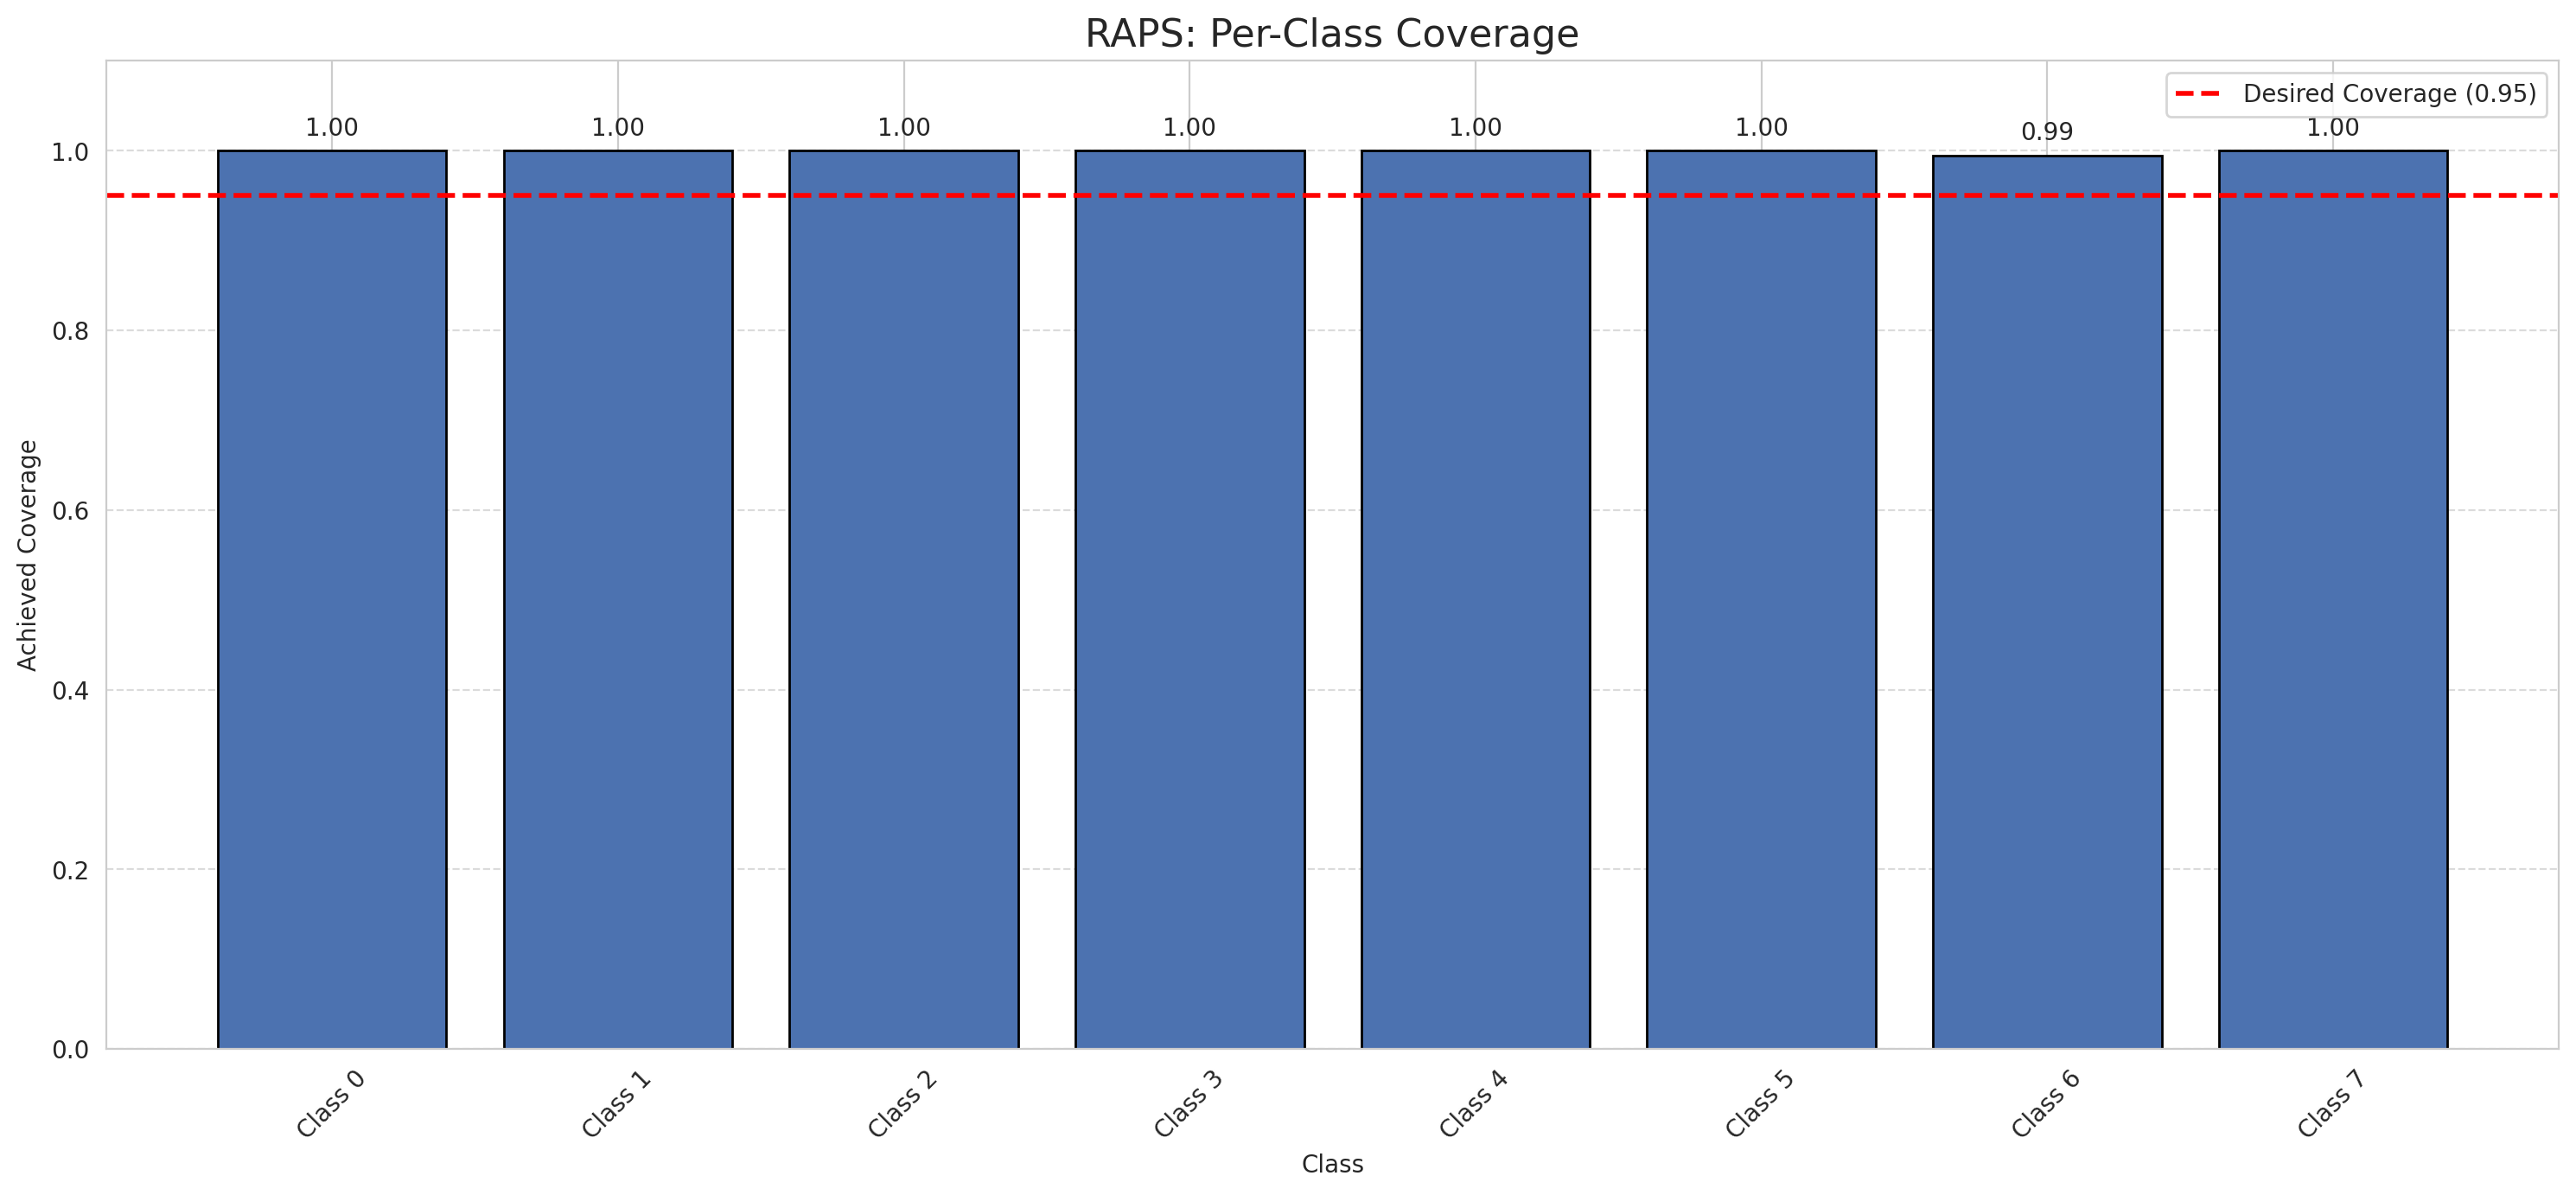 RAPS: Per-Class Coverage
Desired Coverage (0.95)
1.00 1.00 1.00 1.00 1.00 1.00 0.99 1.00
Achieved Coverage
1.0
0.8
0.6
0.4
0.2
0.0
Class 0 Class 1 Class 2 Class 3 Class 4 Class 5 Class 6 Class 7
Class